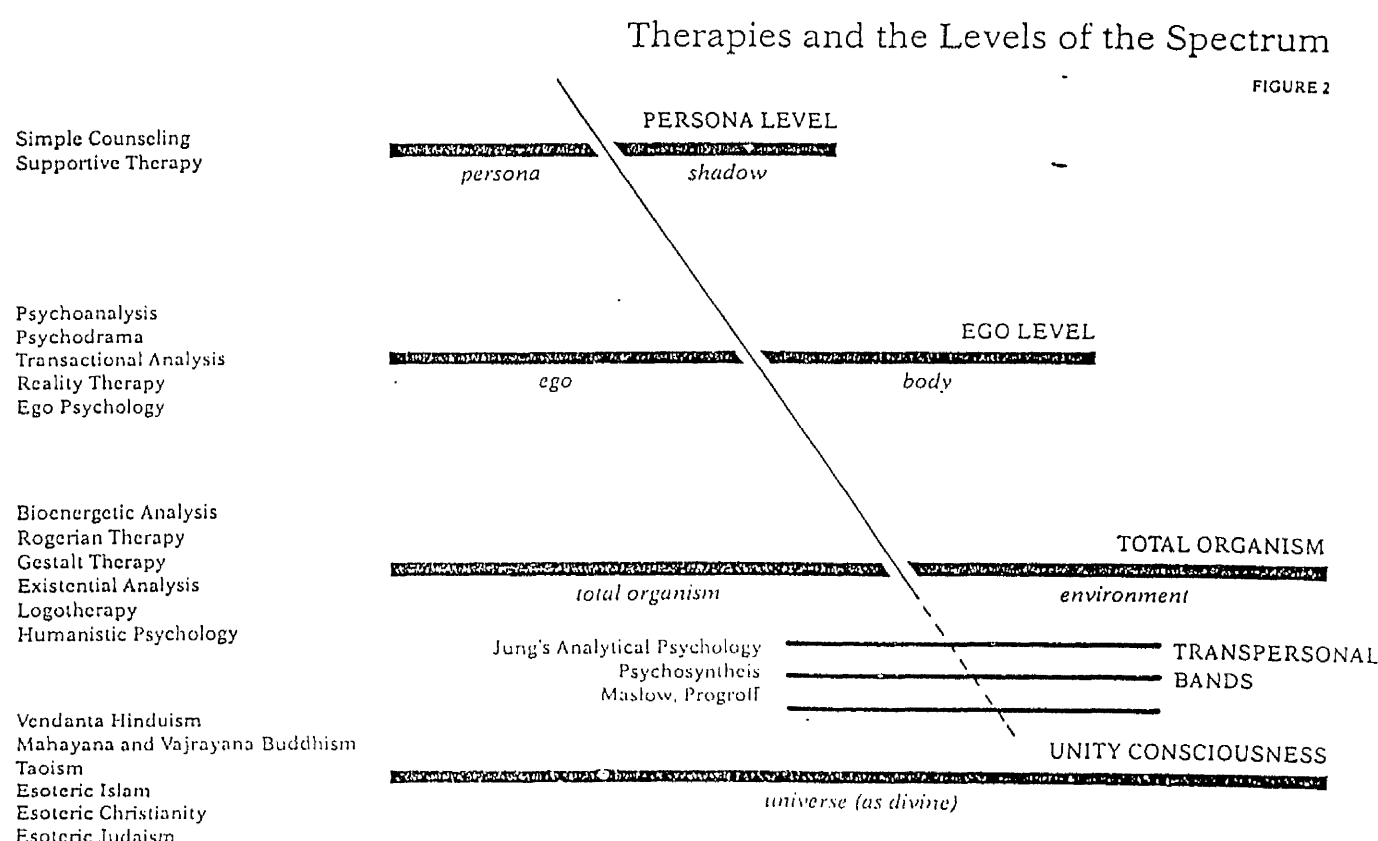 Therapies and the Levels of the Spectrum
FIGURE 2
Simple Counseling
Supportive Therapy
PERSONA LEVEL
persona
shadow
Psychoanalysis
Psychodrama
Transactional Analysis
Reality Therapy
Ego Psychology
EGO LEVEL
ego
body
Bioenergetic Analysis
Rogerian Therapy
Gestalt Therapy
Existential Analysis
Logotherapy
Humanistic Psychology
TOTAL ORGANISM
total organism
environment
Jung's Analytical Psychology
Psychosyntheis
Maslow, Progroff
TRANSPERSONAL
BANDS
Vendanta Hinduism
Mahayana and Vajrayana Buddhism
Taoism
Esoteric Islam
Esoteric Christianity
Esoteric Judaism
UNITY CONSCIOUSNESS
universe (as divine)